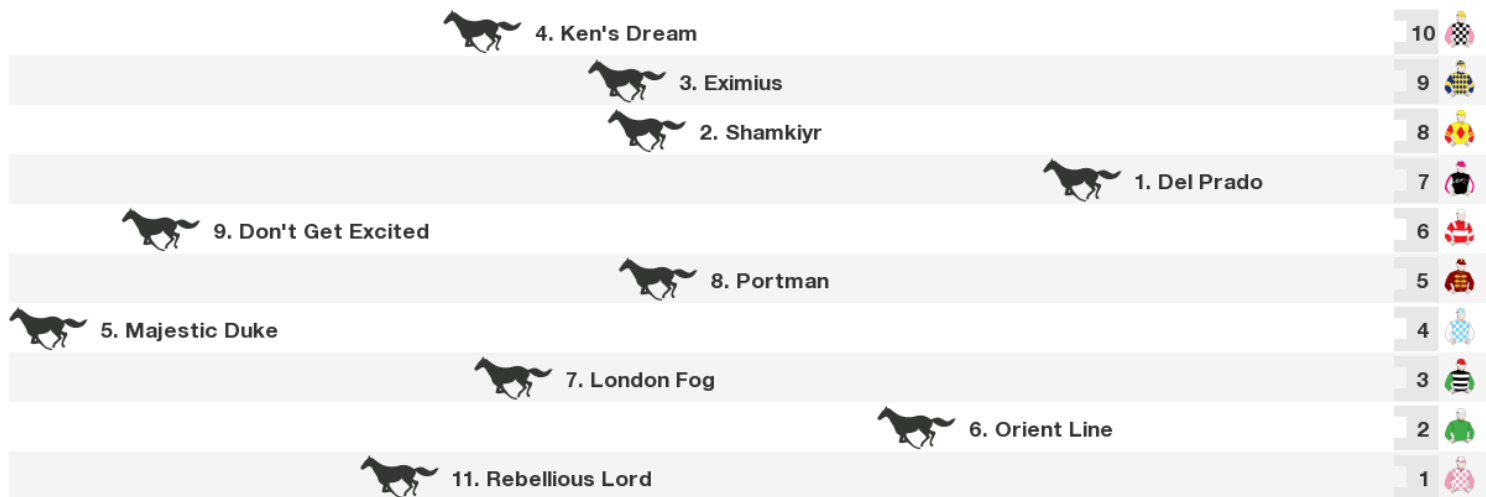 4. Ken's Dream 10
3. Eximius 9
2. Shamkiyr 8
1. Del Prado 7
9. Don't Get Excited 6
8. Portman 5
5. Majestic Duke 4
7. London Fog 3
6. Orient Line 2
11. Rebellious Lord 1